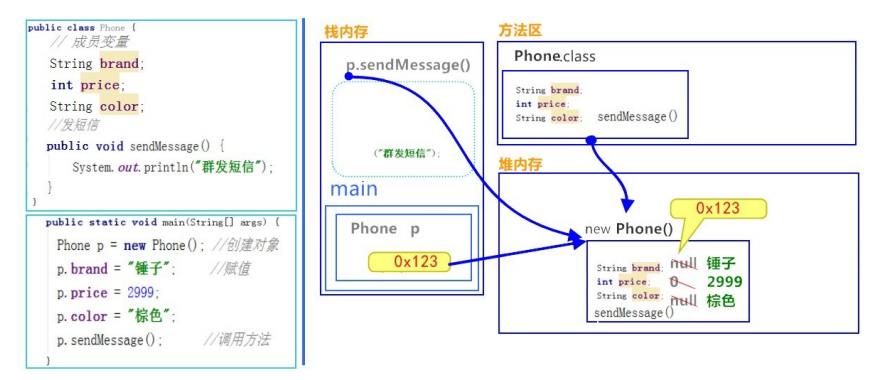 public class Phone {
// 成员变量
String brand;
int price;
String color;
//发短信
public void sendMessage() {
System.out.println("群发短信");
}
}
public static void main(String[] args) {
Phone p = new Phone(); //创建对象
p.brand = "锤子"; //赋值
p.price = 2999;
p.color = "棕色";
p.sendMessage(); //调用方法
}
栈内存
p.sendMessage()
("群发短信");
main
Phone p
0x123
方法区
Phone.class
String brand;
int price;
String color; sendMessage()
堆内存
0x123
new Phone()
String brand; null 锤子
int price; 0 2999
String color; null 棕色
sendMessage()